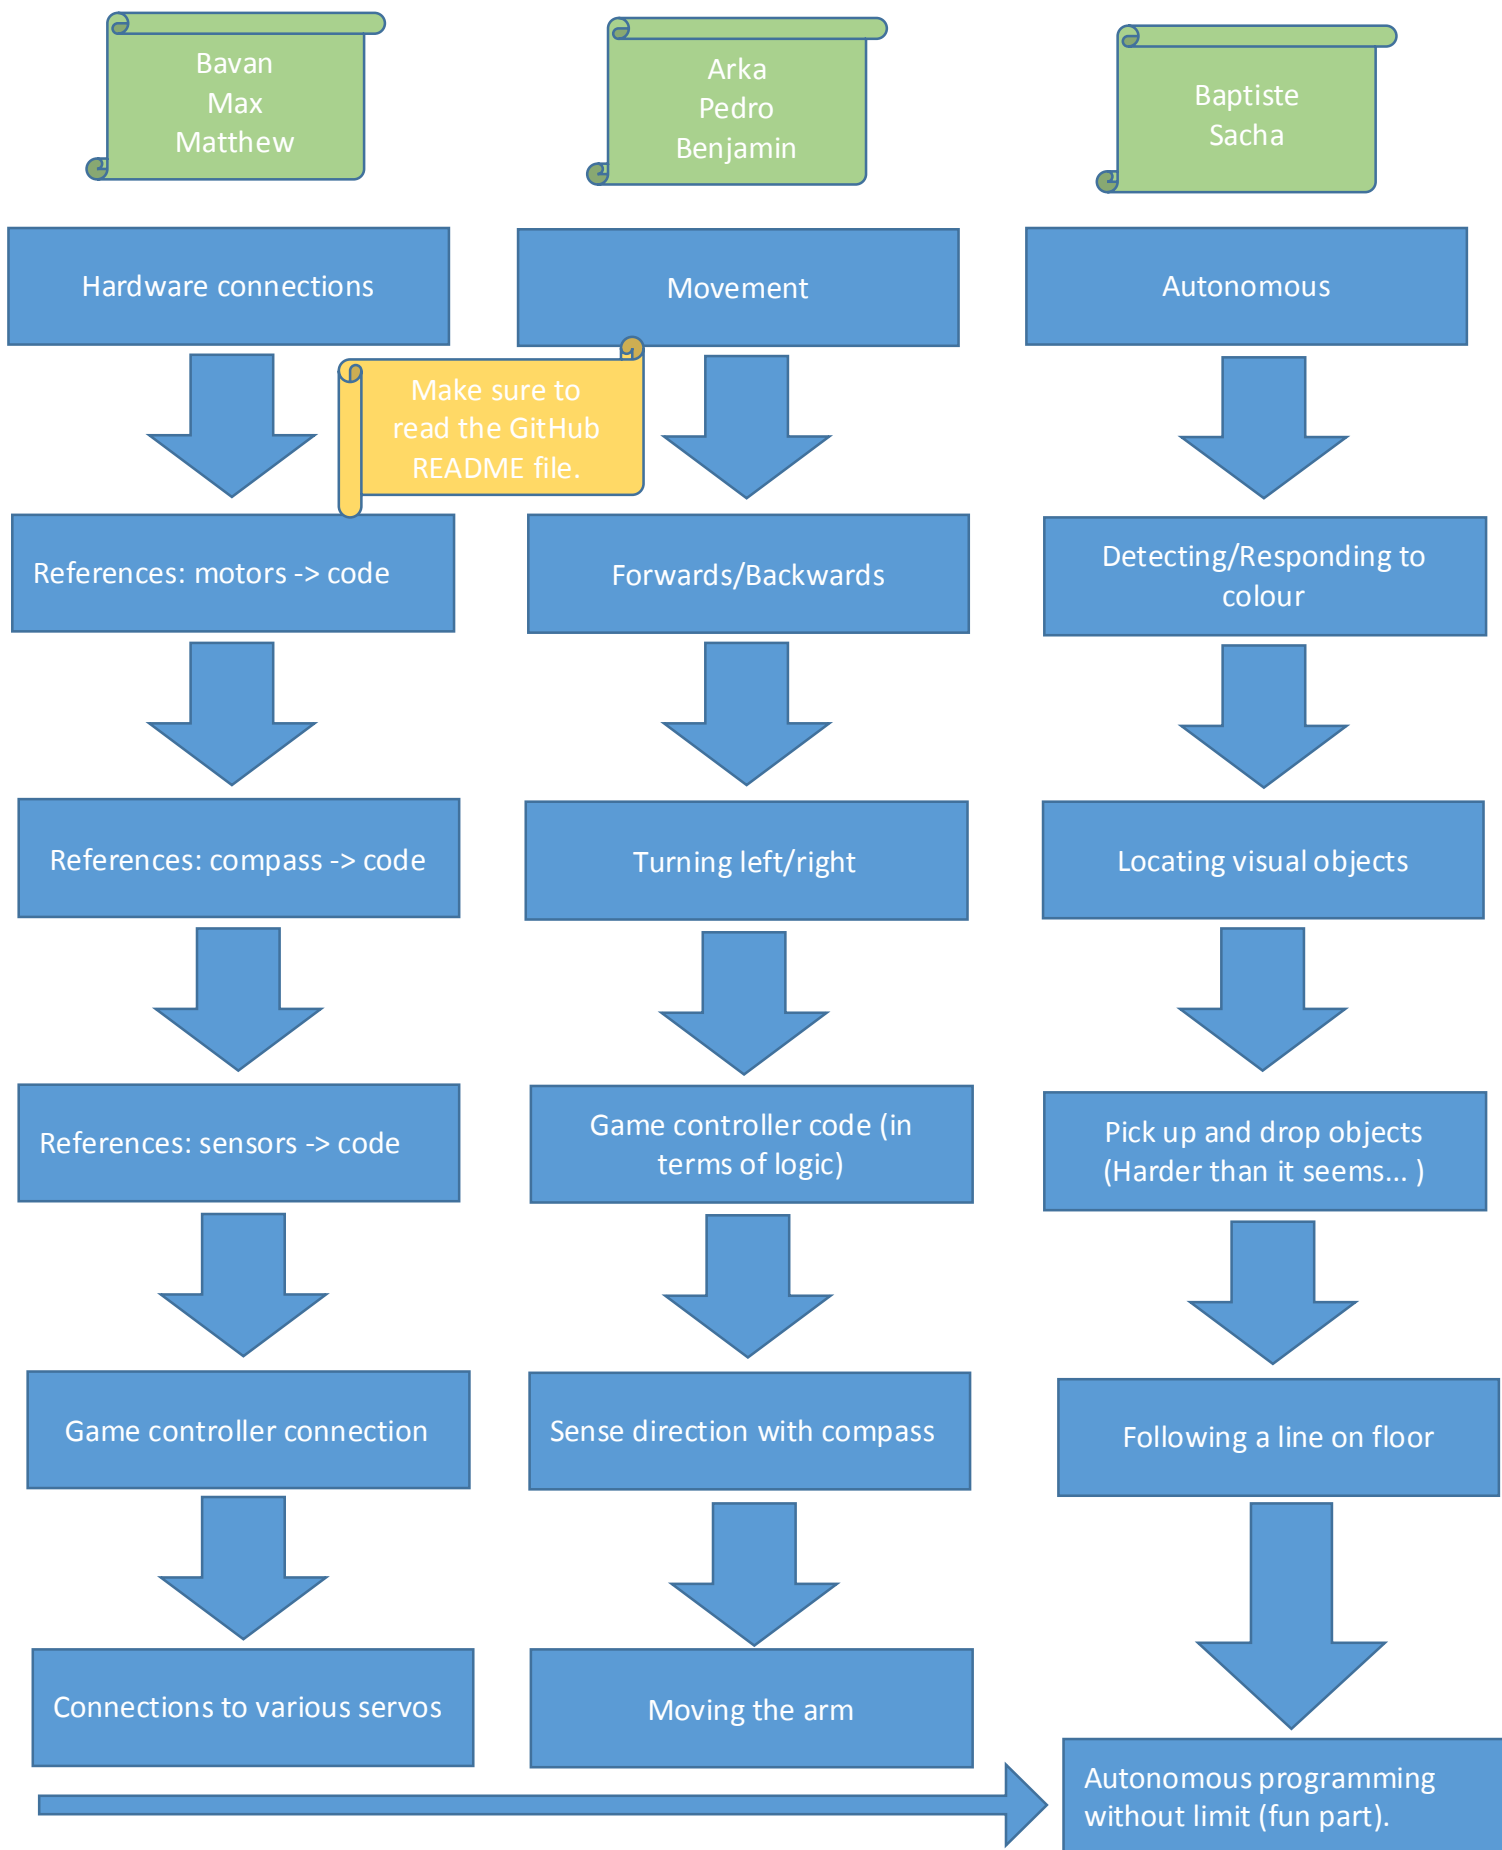 Bavan
Max
Matthew
Arka
Pedro
Benjamin
Baptiste
Sacha
Hardware connections
Movement
Autonomous
Make sure to
read the GitHub
README file.
References: motors -> code
Forwards/Backwards
Detecting/Responding to
colour
References: compass -> code
Turning left/right
Locating visual objects
References: sensors -> code
Game controller code (in
terms of logic)
Pick up and drop objects
(Harder than it seems... )
Game controller connection
Sense direction with compass
Following a line on floor
Connections to various servos
Moving the arm
Autonomous programming
without limit (fun part).